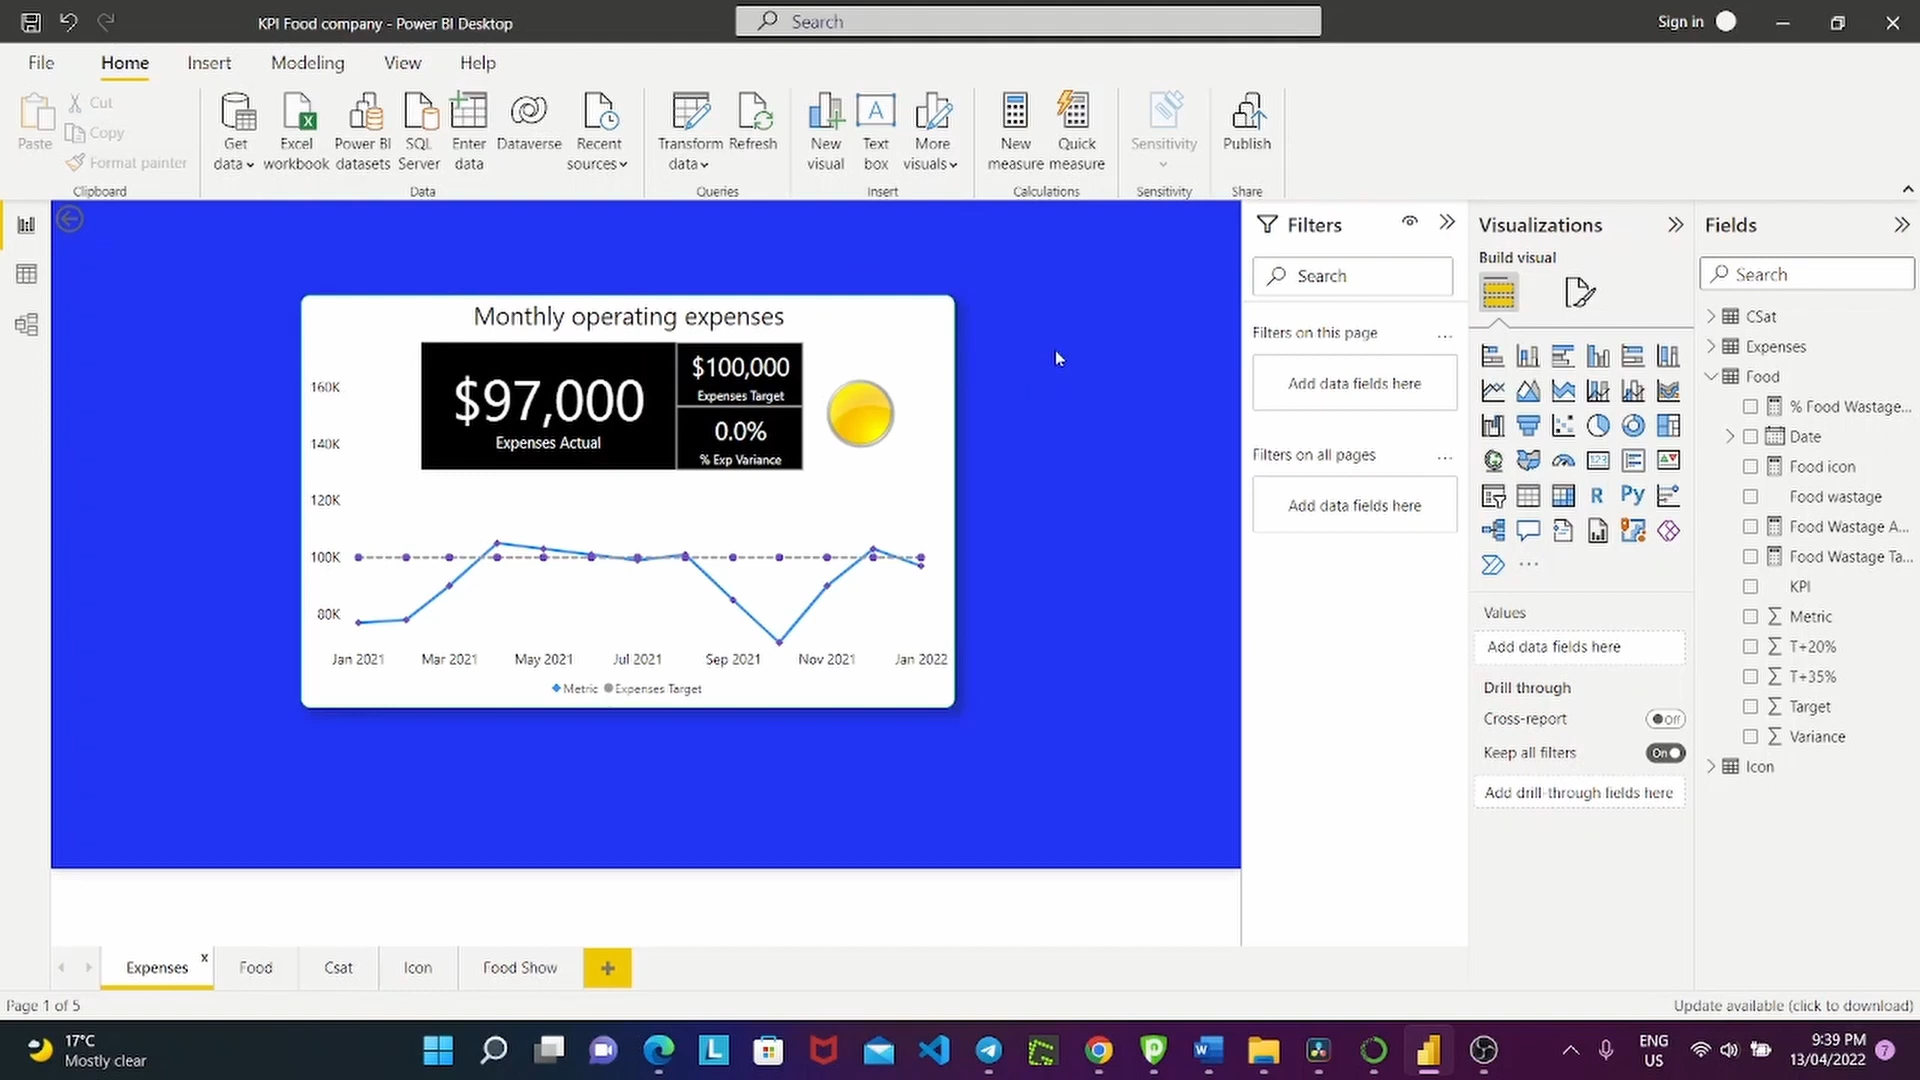 KPI Food company - Power BI Desktop
Search
Sign in
File
Home
Insert
Modeling
View
Help
Paste
Cut
Copy
Format painter
Clipboard
Get data
Excel workbook
Power BI datasets
SQL Server
Enter data
Dataverse
Recent sources
Data
Transform data
Refresh
Queries
New visual
Text box
More visuals
Insert
New measure
Quick measure
Calculations
Sensitivity
Sensitivity
Publish
Share
Monthly operating expenses
$97,000
Expenses Actual
$100,000
Expenses Target
0.0%
% Exp Variance
160K
140K
120K
100K
80K
Jan 2021
Mar 2021
May 2021
Jul 2021
Sep 2021
Nov 2021
Jan 2022
Metric
Expenses Target
Filters
Search
Filters on this page
...
Add data fields here
Filters on all pages
...
Add data fields here
Visualizations
Build visual
123
R
Py
...
Values
Add data fields here
Drill through
Cross-report
Off
Keep all filters
On
Add drill-through fields here
Fields
Search
CSat
Expenses
Food
% Food Wastage...
Date
Food icon
Food wastage
Food Wastage A...
Food Wastage Ta...
KPI
Metric
T+20%
T+35%
Target
Variance
Icon
Expenses
x
Food
Csat
Icon
Food Show
+
Page 1 of 5
Update available (click to download)
17°C
Mostly clear
ENG
US
9:39 PM
13/04/2022
7